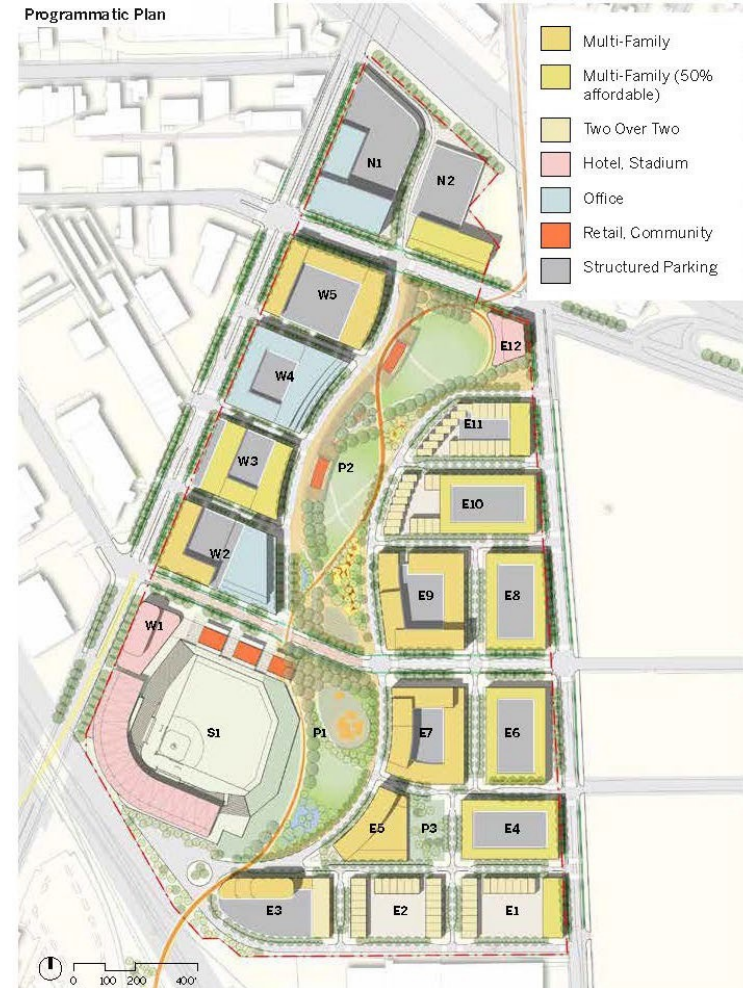 Programmatic Plan
Multi-Family
Multi-Family (50%
affordable)
Two Over Two
Hotel, Stadium
Office
Retail, Community
Structured Parking
N1
N2
W5
E12
W4
E11
W3
P2
E10
W2
E9
E8
W1
S1
P1
E7
E6
E5
P3
E4
E3
E2
E1
0 100 200 400'